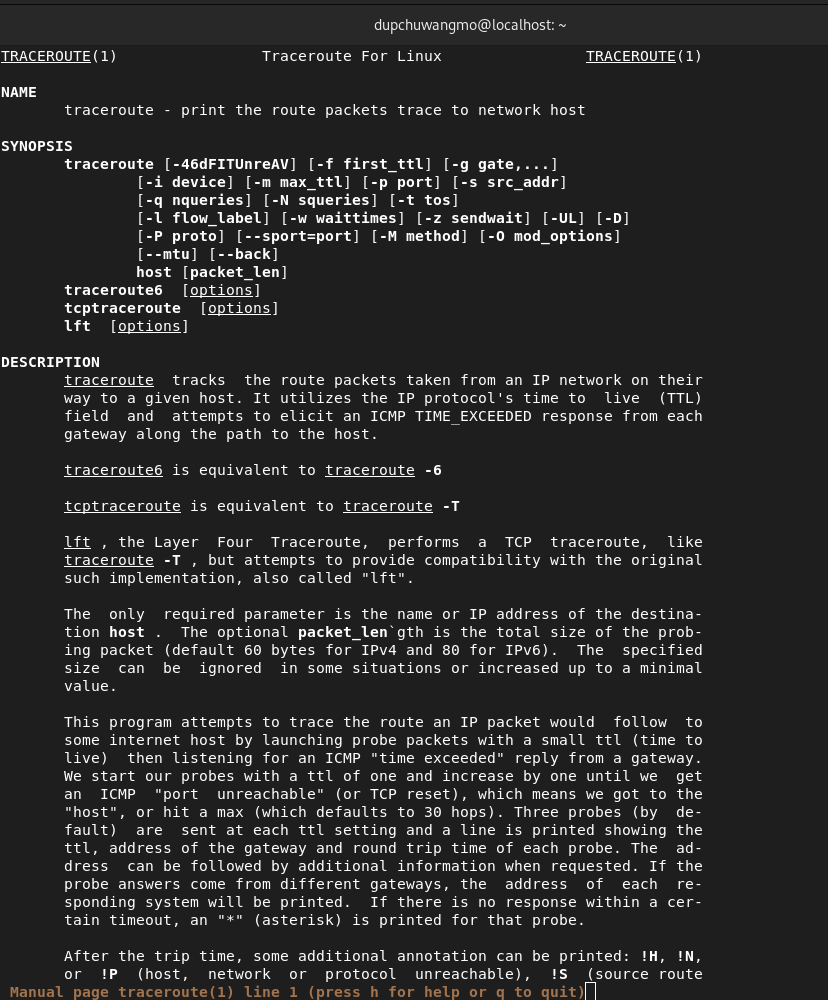 dupchuwangmo@localhost: ~
TRACEROUTE(1)                Traceroute For Linux                TRACEROUTE(1)
NAME
       traceroute - print the route packets trace to network host
SYNOPSIS
       traceroute [-46dFITUnreAV] [-f first_ttl] [-g gate,...]
               [-i device] [-m max_ttl] [-p port] [-s src_addr]
               [-q nqueries] [-N squeries] [-t tos]
               [-l flow_label] [-w waittimes] [-z sendwait] [-UL] [-D]
               [-P proto] [--sport=port] [-M method] [-O mod_options]
               [--mtu] [--back]
               host [packet_len]
       traceroute6  [options]
       tcptraceroute  [options]
       lft  [options]
DESCRIPTION
       traceroute  tracks  the route packets taken from an IP network on their
       way to a given host. It utilizes the IP protocol's time to  live  (TTL)
       field  and  attempts to elicit an ICMP TIME_EXCEEDED response from each
       gateway along the path to the host.
       traceroute6 is equivalent to traceroute -6
       tcptraceroute is equivalent to traceroute -T
       lft , the Layer  Four  Traceroute,  performs  a  TCP  traceroute,  like
       traceroute -T , but attempts to provide compatibility with the original
       such implementation, also called "lft".
       The  only  required parameter is the name or IP address of the destina-
       tion host .  The optional packet_len`gth is the total size of the prob-
       ing packet (default 60 bytes for IPv4 and 80 for IPv6).  The  specified
       size  can  be  ignored  in some situations or increased up to a minimal
       value.
       This program attempts to trace the route an IP packet would  follow  to
       some internet host by launching probe packets with a small ttl (time to
       live)  then listening for an ICMP "time exceeded" reply from a gateway.
       We start our probes with a ttl of one and increase by one until we  get
       an  ICMP  "port  unreachable" (or TCP reset), which means we got to the
       "host", or hit a max (which defaults to 30 hops). Three probes (by  de-
       fault)  are  sent at each ttl setting and a line is printed showing the
       ttl, address of the gateway and round trip time of each probe. The  ad-
       dress  can be followed by additional information when requested. If the
       probe answers come from different gateways, the  address  of  each  re-
       sponding system will be printed.  If there is no response within a cer-
       tain timeout, an "*" (asterisk) is printed for that probe.
       After the trip time, some additional annotation can be printed: !H, !N,
       or  !P  (host,  network  or  protocol  unreachable),  !S  (source route
 Manual page traceroute(1) line 1 (press h for help or q to quit)